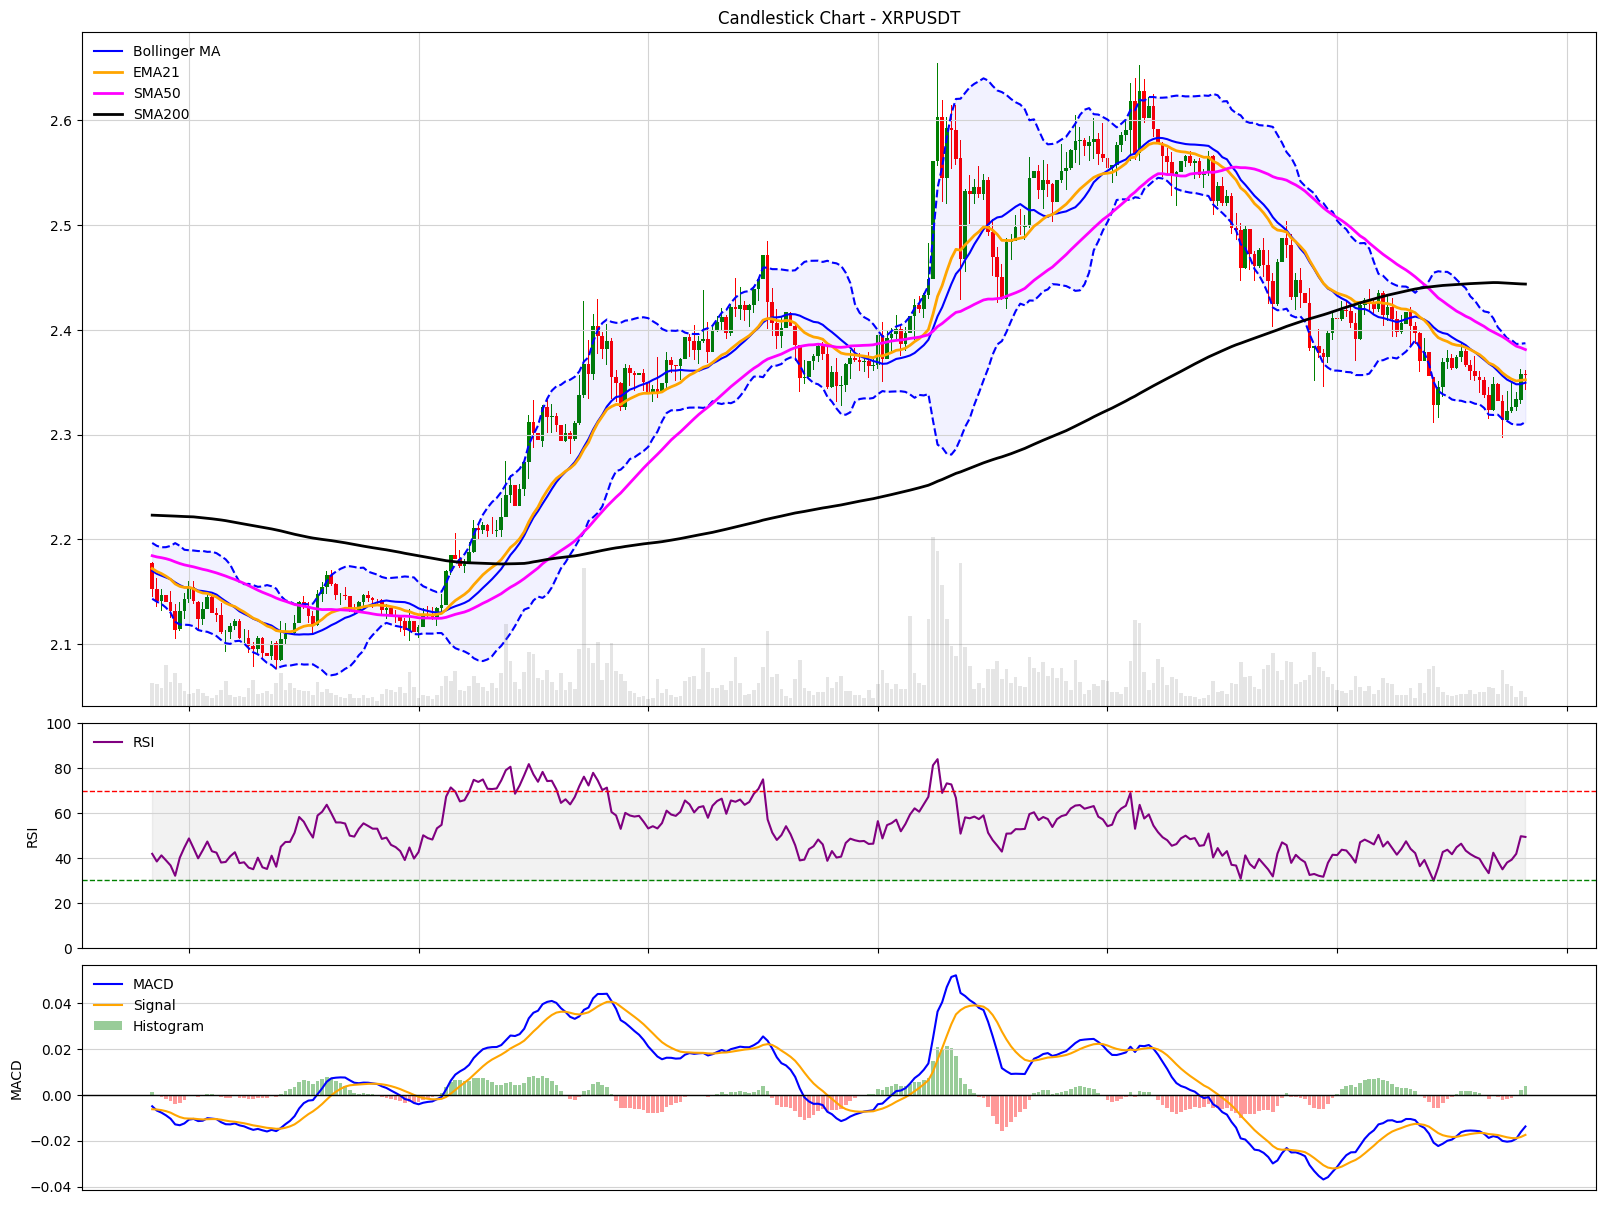 Candlestick Chart - XRPUSDT
Bollinger MA
EMA21
SMA50
SMA200
2.6
2.5
2.4
2.3
2.2
2.1
RSI
100
80
60
40
20
0
RSI
MACD
Signal
Histogram
0.04
0.02
0.00
−0.02
−0.04
MACD